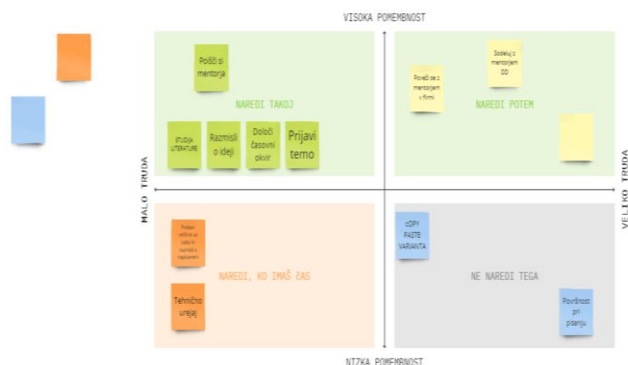 VISOKA POMEMBNOST
Poišči si
mentorja
NAREDI TAKOJ
ŠTUDIJA
LITERATURE
Razmisli
o ideji
Določi
časovni
okvir
Prijavi
temo
Sodeluj z
mentorjem
DD
Poveži se z
mentorjem
v firmi
NAREDI POTEM
MALO TRUDA
VELIKO TRUDA
Tehnično
urejaj
NAREDI, KO IMAŠ ČAS
cOPY
PASTE
VARIANTA
NE NAREDI TEGA
Površnost
pri
pisanju
NIZKA POMEMBNOST